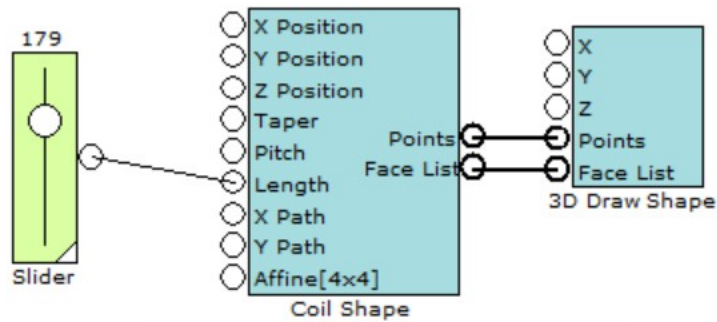 179
Slider
X Position
Y Position
Z Position
Taper
Pitch
Length
X Path
Y Path
Affine[4x4]
Points
Face List
Coil Shape
X
Y
Z
Points
Face List
3D Draw Shape